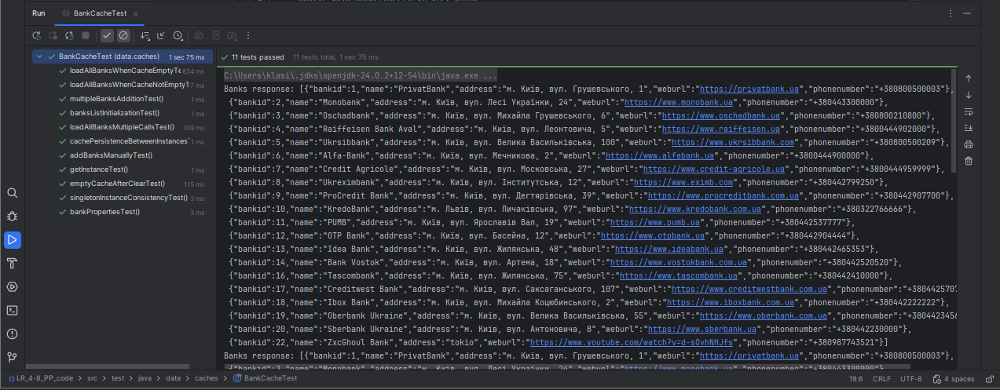 Run BankCacheTest
BankCacheTest (data.caches) 1 sec 75 ms
loadAllBanksWhenCacheEmptyTe 834 ms
loadAllBanksWhenCacheNotEmptyT 7 ms
multipleBanksAdditionTest() 1 ms
banksListInitializationTest() 1 ms
loadAllBanksMultipleCallsTest() 109 ms
cachePersistenceBetweenInstances 1 ms
addBanksManuallyTest()
getInstanceTest() 1 ms
emptyCacheAfterClearTest() 115 ms
singletonInstanceConsistencyTest() 3 ms
bankPropertiesTest() 3 ms
11 tests passed 11 tests total, 1 sec 75 ms
C:\Users\klasi\.jdks\openjdk-24.0.2+12-54\bin\java.exe ...
Banks response: [{"bankid":1,"name":"PrivatBank","address":"м. Київ, вул. Грушевського, 1","weburl":"https://privatbank.ua","phonenumber":"+380800500003"},
{"bankid":2,"name":"Monobank","address":"м. Київ, вул. Лесі Українки, 24","weburl":"https://www.monobank.ua","phonenumber":"+380443300000"},
{"bankid":3,"name":"Oschadbank","address":"м. Київ, вул. Михайла Грушевського, 6","weburl":"https://www.oschadbank.ua","phonenumber":"+380800210800"},
{"bankid":4,"name":"Raiffeisen Bank Aval","address":"м. Київ, вул. Леонтовича, 5","weburl":"https://www.raiffeisen.ua","phonenumber":"+3800444902000"},
{"bankid":5,"name":"Ukrsibbank","address":"м. Київ, вул. Велика Васильківська, 100","weburl":"https://www.ukrsibbank.com","phonenumber":"+380800500209"},
{"bankid":6,"name":"Alfa-Bank","address":"м. Київ, вул. Мечникова, 2","weburl":"https://www.alfabank.ua","phonenumber":"+3800444900000"},
{"bankid":7,"name":"Credit Agricole","address":"м. Київ, вул. Московська, 27","weburl":"https://www.credit-agricole.ua","phonenumber":"+3800444959999"},
{"bankid":8,"name":"Ukreximbank","address":"м. Київ, вул. Інститутська, 12","weburl":"https://www.eximb.com","phonenumber":"+380442799250"},
{"bankid":9,"name":"ProCredit Bank","address":"м. Київ, вул. Дегтярівська, 39","weburl":"https://www.procreditbank.com.ua","phonenumber":"+380442907700"},
{"bankid":10,"name":"KredoBank","address":"м. Львів, вул. Личаківська, 97","weburl":"https://www.kredobank.com.ua","phonenumber":"+380322766666"},
{"bankid":11,"name":"PUMB","address":"м. Київ, вул. Ярославів Вал, 19","weburl":"https://www.pumb.ua","phonenumber":"+380442537777"},
{"bankid":12,"name":"OTP Bank","address":"м. Київ, вул. Басейна, 12","weburl":"https://www.otpbank.ua","phonenumber":"+380442904444"},
{"bankid":13,"name":"Idea Bank","address":"м. Київ, вул. Жилянська, 48","weburl":"https://www.ideabank.ua","phonenumber":"+380442465353"},
{"bankid":14,"name":"Bank Vostok","address":"м. Київ, вул. Артема, 18","weburl":"https://www.vostokbank.com.ua","phonenumber":"+380442520520"},
{"bankid":16,"name":"Tascombank","address":"м. Київ, вул. Жилянська, 75","weburl":"https://www.tascombank.ua","phonenumber":"+380442410000"},
{"bankid":17,"name":"Creditwest Bank","address":"м. Київ, вул. Саксаганського, 107","weburl":"https://www.creditwestbank.com.ua","phonenumber":"+3804425707
{"bankid":18,"name":"Ibox Bank","address":"м. Київ, вул. Михайла Коцюбинського, 2","weburl":"https://www.iboxbank.com.ua","phonenumber":"+380442222222"},
{"bankid":19,"name":"Oberbank Ukraine","address":"м. Київ, вул. Велика Васильківська, 55","weburl":"https://www.oberbank.com.ua","phonenumber":"+3804423456
{"bankid":20,"name":"Sberbank Ukraine","address":"м. Київ, вул. Антоновича, 8","weburl":"https://www.sberbank.ua","phonenumber":"+380442230000"},
{"bankid":22,"name":"ZxcGhoul Bank","address":"tokio","weburl":"https://www.youtube.com/watch?v=d-sOvhNHJfs","phonenumber":"+380987743521"}]
Banks response: [{"bankid":1,"name":"PrivatBank","address":"м. Київ, вул. Грушевського, 1","weburl":"https://privatbank.ua","phonenumber":"+380800500003"},
{"bankid":2,"name":"Monobank","address":"м. Київ, вул. Лесі Українки, 24","weburl":"https://www.monobank.ua","phonenumber":"+380443300000"},
LR_4-8_PP_code > src > test > java > data > caches > BankCacheTest 19:6 CRLF UTF-8 4 spaces